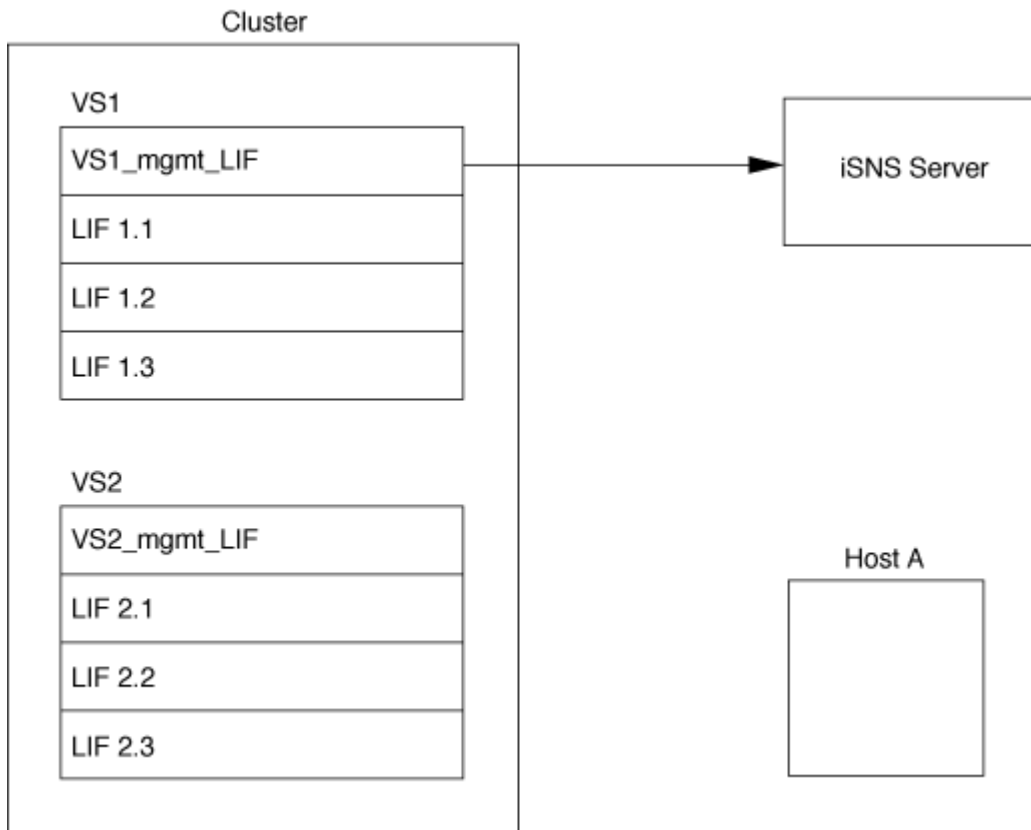 Cluster
VS1
VS1_mgmt_LIF
LIF 1.1
LIF 1.2
LIF 1.3
iSNS Server
VS2
VS2_mgmt_LIF
LIF 2.1
LIF 2.2
LIF 2.3
Host A